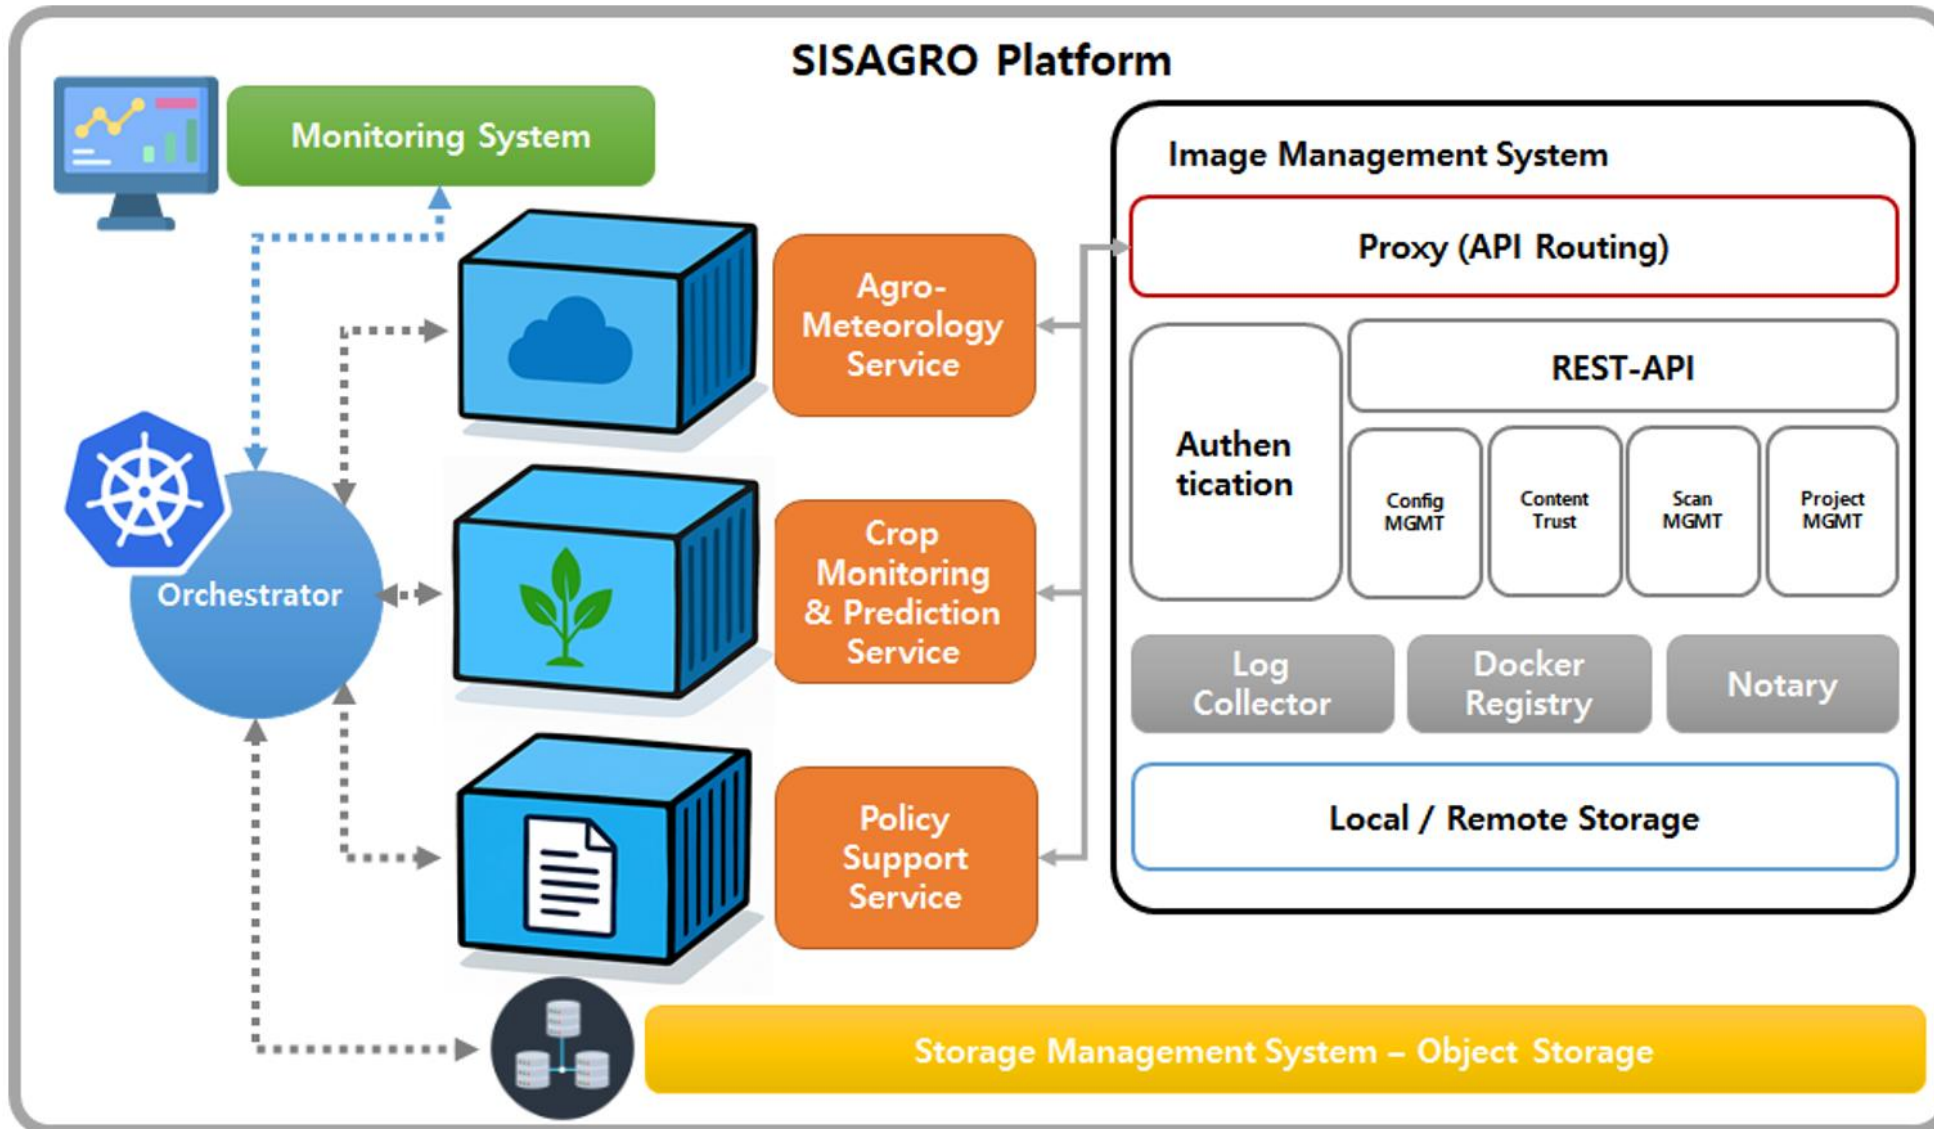 SISAGRO Platform
Monitoring System
Image Management System
Proxy (API Routing)
Agro-
Meteorology
Service
REST-API
Authen
tication
Config
MGMT
Content
Trust
Scan
MGMT
Project
MGMT
Orchestrator
Crop
Monitoring
& Prediction
Service
Log
Collector
Docker
Registry
Notary
Policy
Support
Service
Local / Remote Storage
Storage Management System – Object Storage